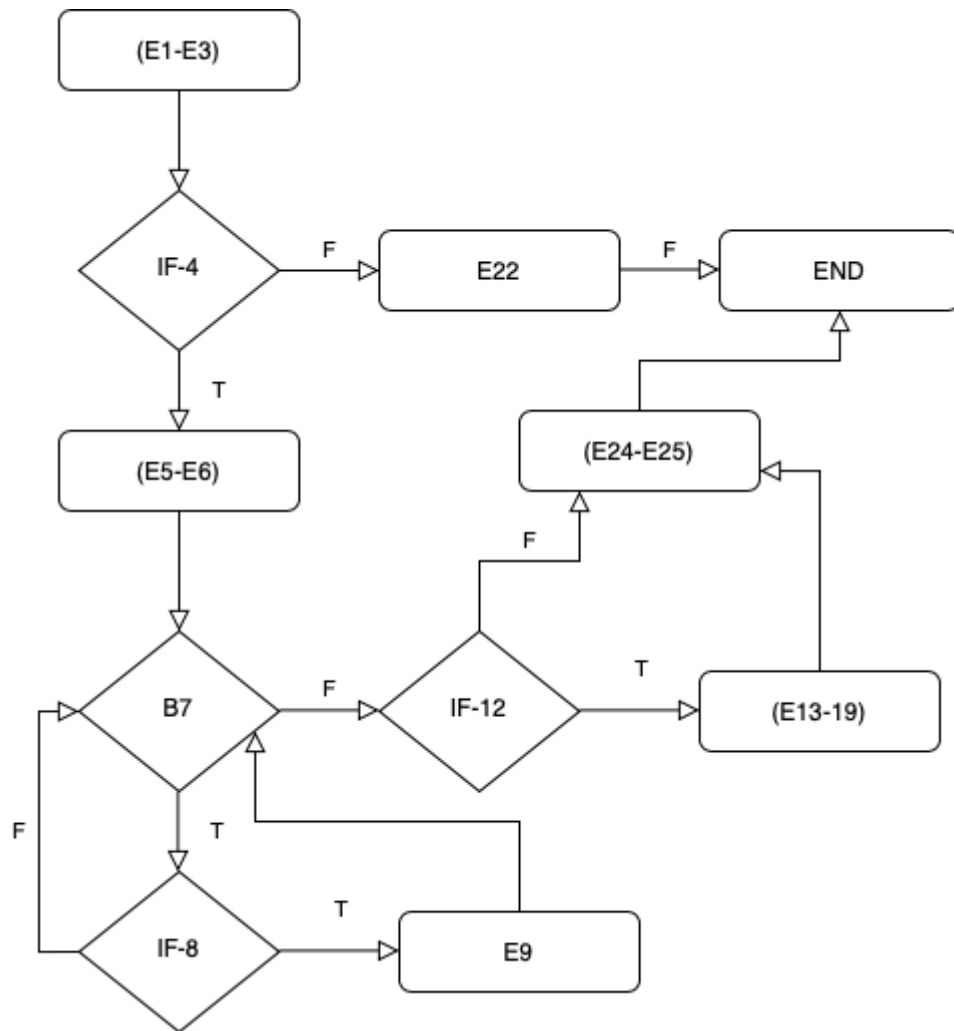 (E1-E3)
IF-4
F
E22
F
END
T
(E5-E6)
(E24-E25)
F
B7
F
IF-12
T
(E13-19)
F
T
IF-8
T
E9